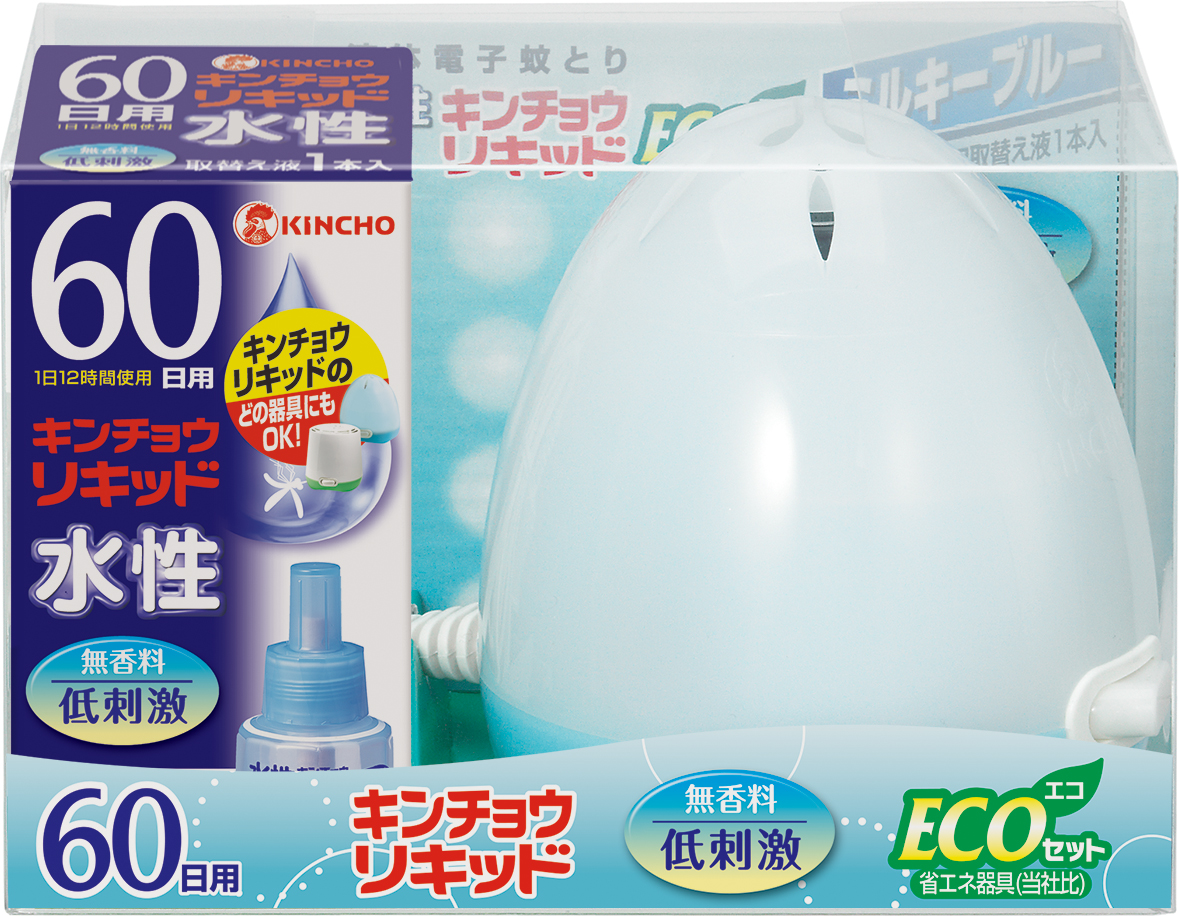 60
日用
1日12時間使用
KINCHO
キンチョウ
リキッド
水性
無香料
低刺激
取替え液1本入
電子蚊とり
性
キンチョウ
リキッド
ECO
ミルキーブルー
取替え液1本入
60
1日12時間使用 日用
KINCHO
キンチョウ
リキッドの
どの器具にも
OK!
キンチョウ
リキッド
水性
無香料
低刺激
60日用
キンチョウ
リキッド
無香料
低刺激
ECO
エコ
セット
省エネ器具(当社比)